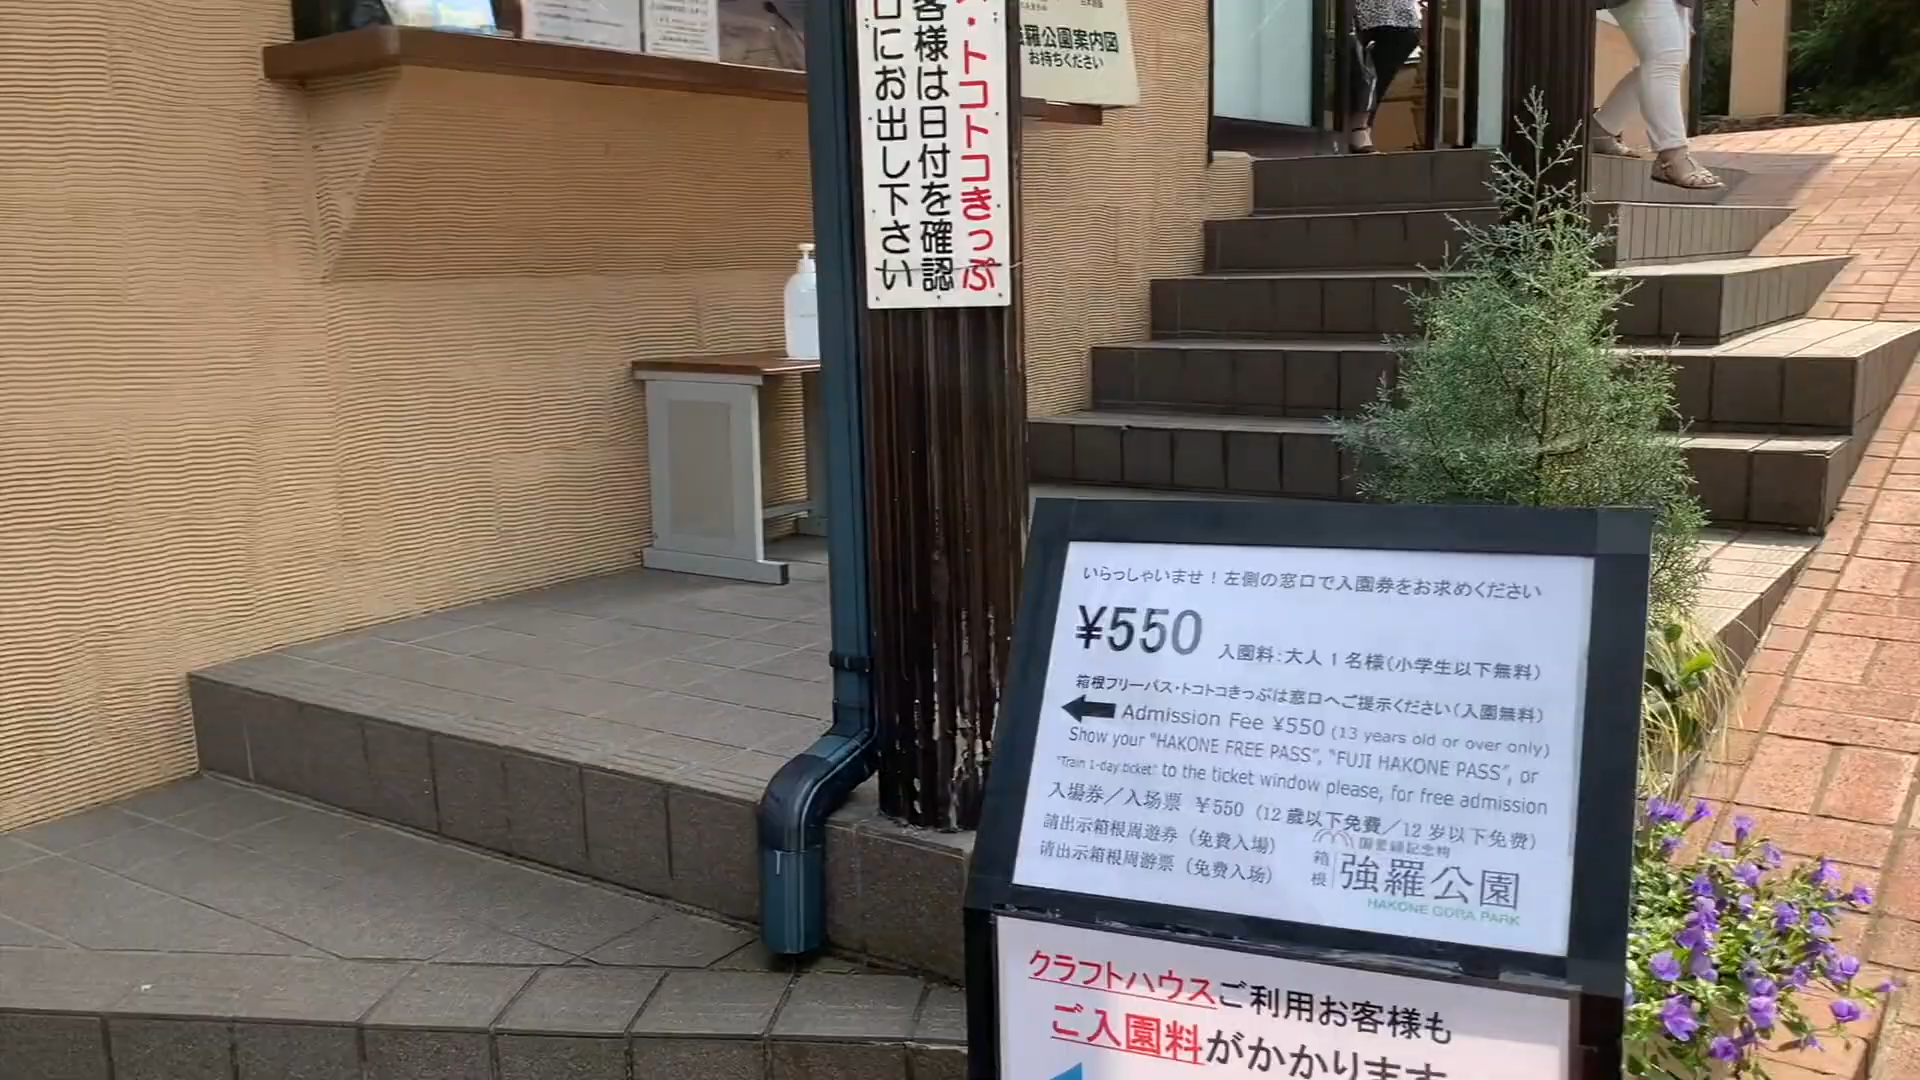 ス・トコトコきっぷ
客様は日付を確認
口にお出し下さい
強羅公園案内図
お持ちください
いらっしゃいませ！左側の窓口で入園券をお求めください
¥550 入園料：大人1名様（小学生以下無料）
箱根フリーパス・トコトコきっぷは窓口へご提示ください（入園無料）
Admission Fee ¥550 (13 years old or over only)
Show your "HAKONE FREE PASS", "FUJI HAKONE PASS", or
"Train 1-day ticket" to the ticket window please, for free admission
入場券／入场票 ¥550（12歳以下免費／12岁以下免费）
請出示箱根周遊券（免費入場）
请出示箱根周游票（免费入场）
国登録記念物
箱根 強羅公園
HAKONE GORA PARK
クラフトハウスご利用お客様も
ご入園料がかかります